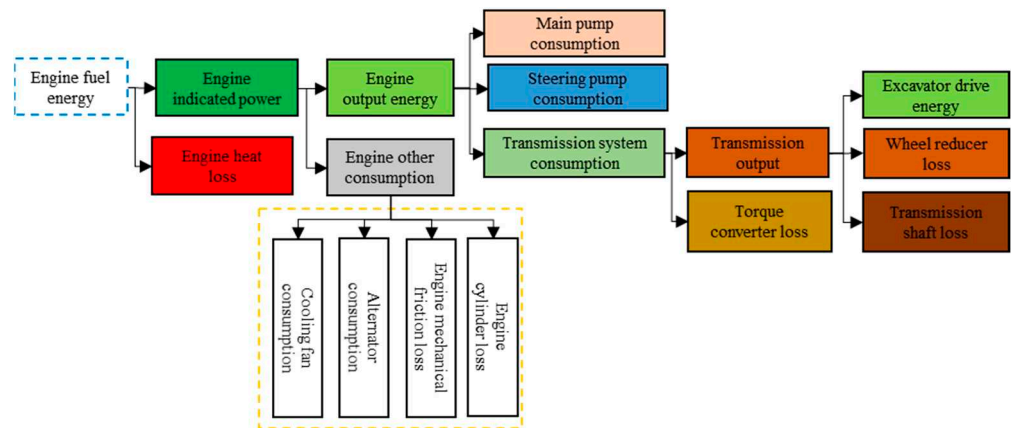 Engine fuel
energy
Engine
indicated power
Engine heat
loss
Engine
output energy
Engine other
consumption
Cooling fan
consumption
Alternator
consumption
Engine mechanical
friction loss
Engine
cylinder loss
Main pump
consumption
Steering pump
consumption
Transmission system
consumption
Transmission
output
Torque
converter loss
Excavator drive
energy
Wheel reducer
loss
Transmission
shaft loss